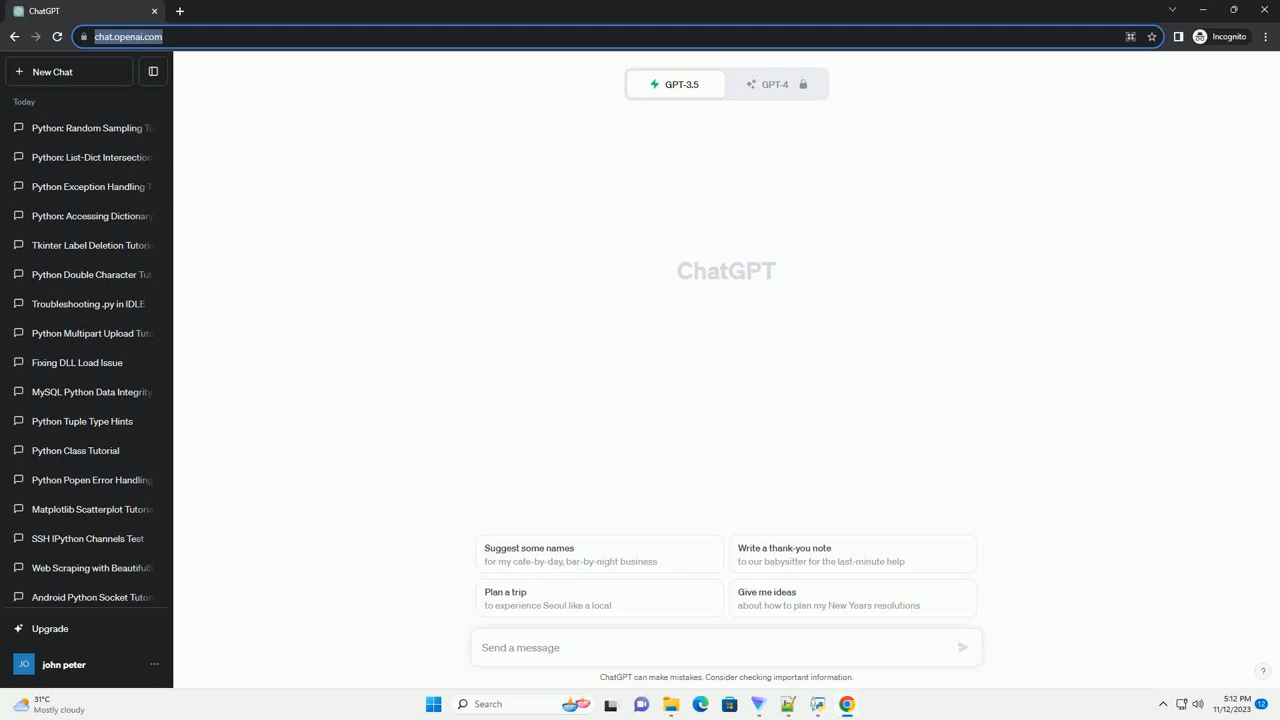 ChatGPT
chat.openai.com
Incognito
New Chat
Today
Python: Random Sampling Tu
Python: List-Dict Intersection
Python Exception Handling T
Python: Accessing Dictionary
Tkinter Label Deletion Tutoria
Python Double Character Tut
Troubleshooting .py in IDLE
Python Multipart Upload Tuto
Fixing DLL Load Issue
MySQL Python Data Integrity
Python Tuple Type Hints
Python Class Tutorial
Python Popen Error Handling
Matplotlib Scatterplot Tutoria
SSH IPython Channels Test
Web Scraping with BeautifulS
Android Python Socket Tutor
Upgrade
JO john peter
GPT-3.5 GPT-4
ChatGPT
Suggest some names
for my cafe-by-day, bar-by-night business
Write a thank-you note
to our babysitter for the last-minute help
Plan a trip
to experience Seoul like a local
Give me ideas
about how to plan my New Years resolutions
Send a message
ChatGPT can make mistakes. Consider checking important information.
?
31°C
Mostly cloudy
Search
5:12 PM
11/12/2023
12